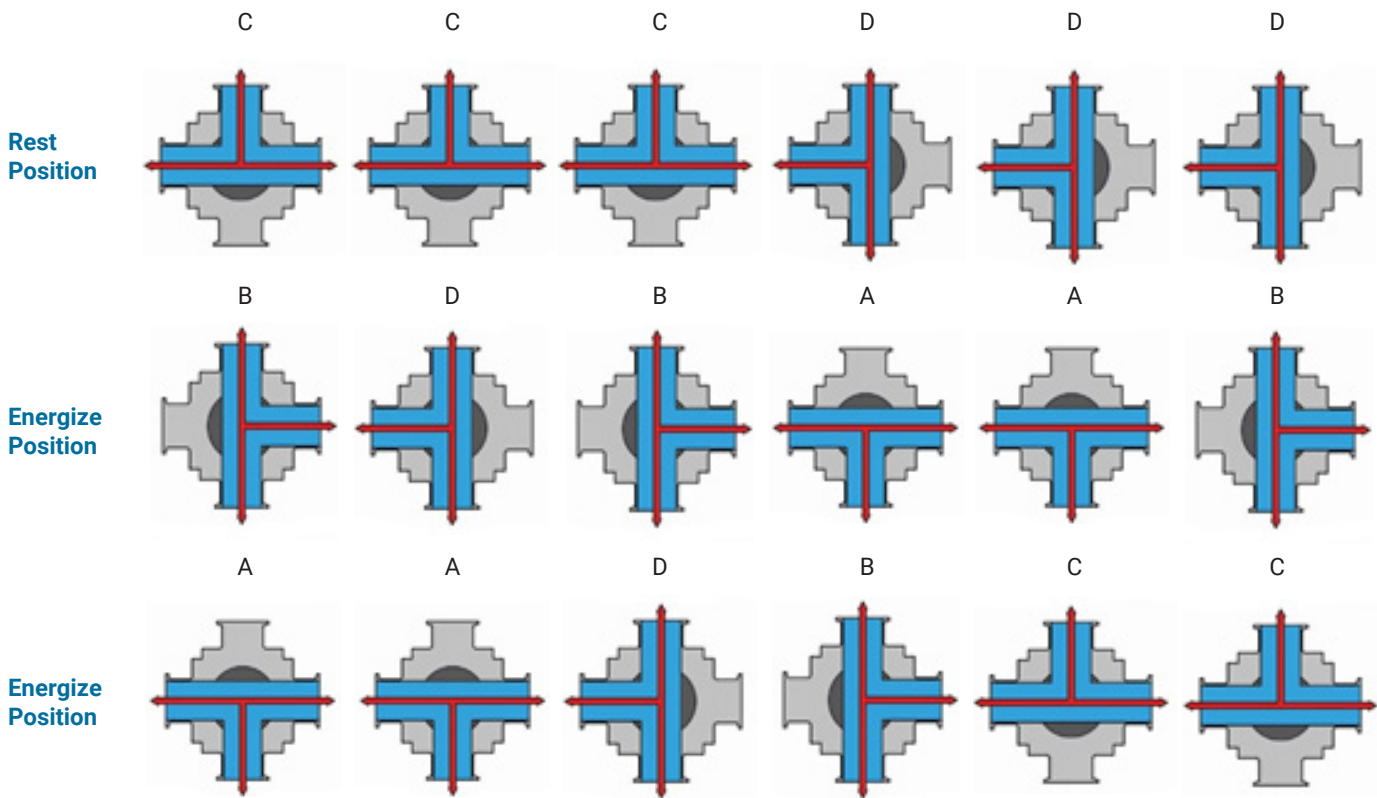 C C C D D D
Rest
Position
B D B A A B
Energize
Position
A A D B C C
Energize
Position